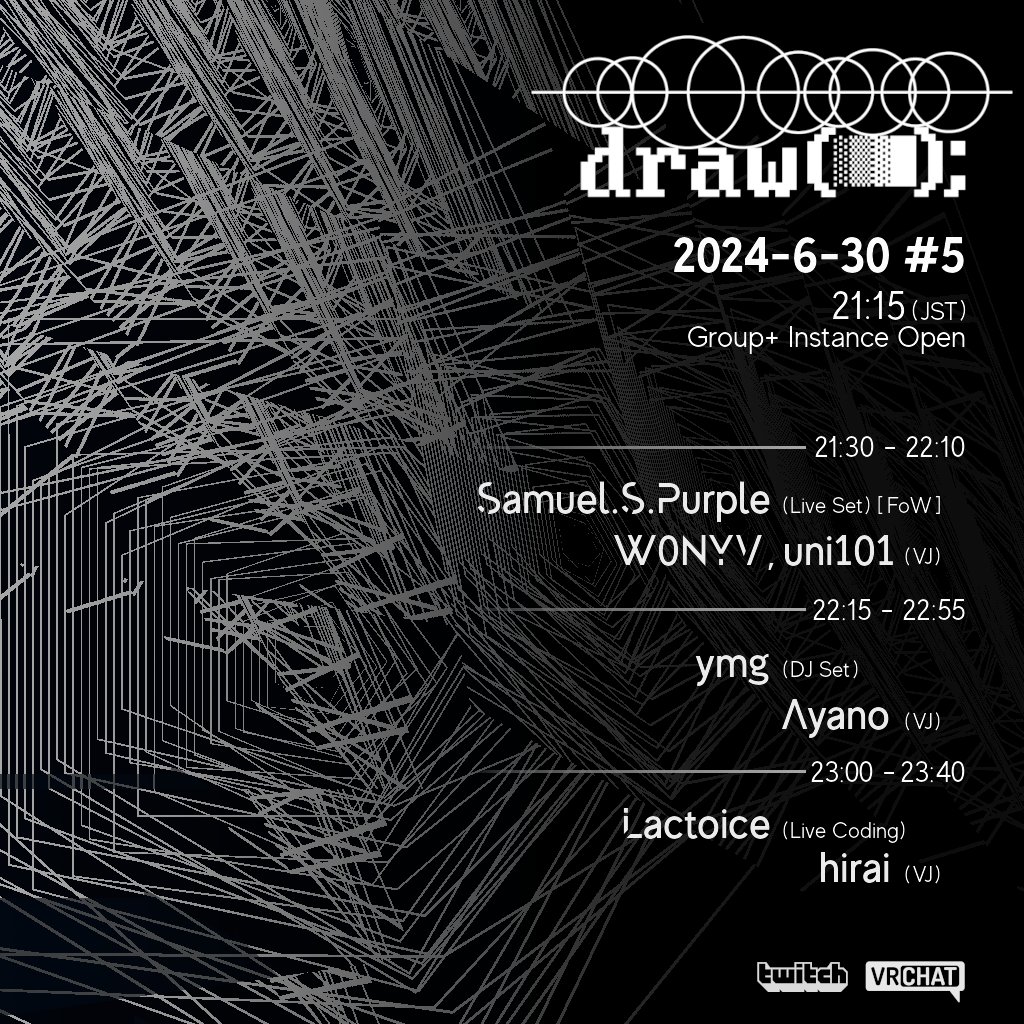 draw(░▒▓█);
2024-6-30 #5
21:15 (JST)
Group+ Instance Open
21:30 - 22:10
Samuel.S.Purple (Live Set) [FoW]
W0NYV, uni101 (VJ)
22:15 - 22:55
ymg (DJ Set)
Ayano (VJ)
23:00 - 23:40
Lactoice (Live Coding)
hirai (VJ)
twitch VRCHAT